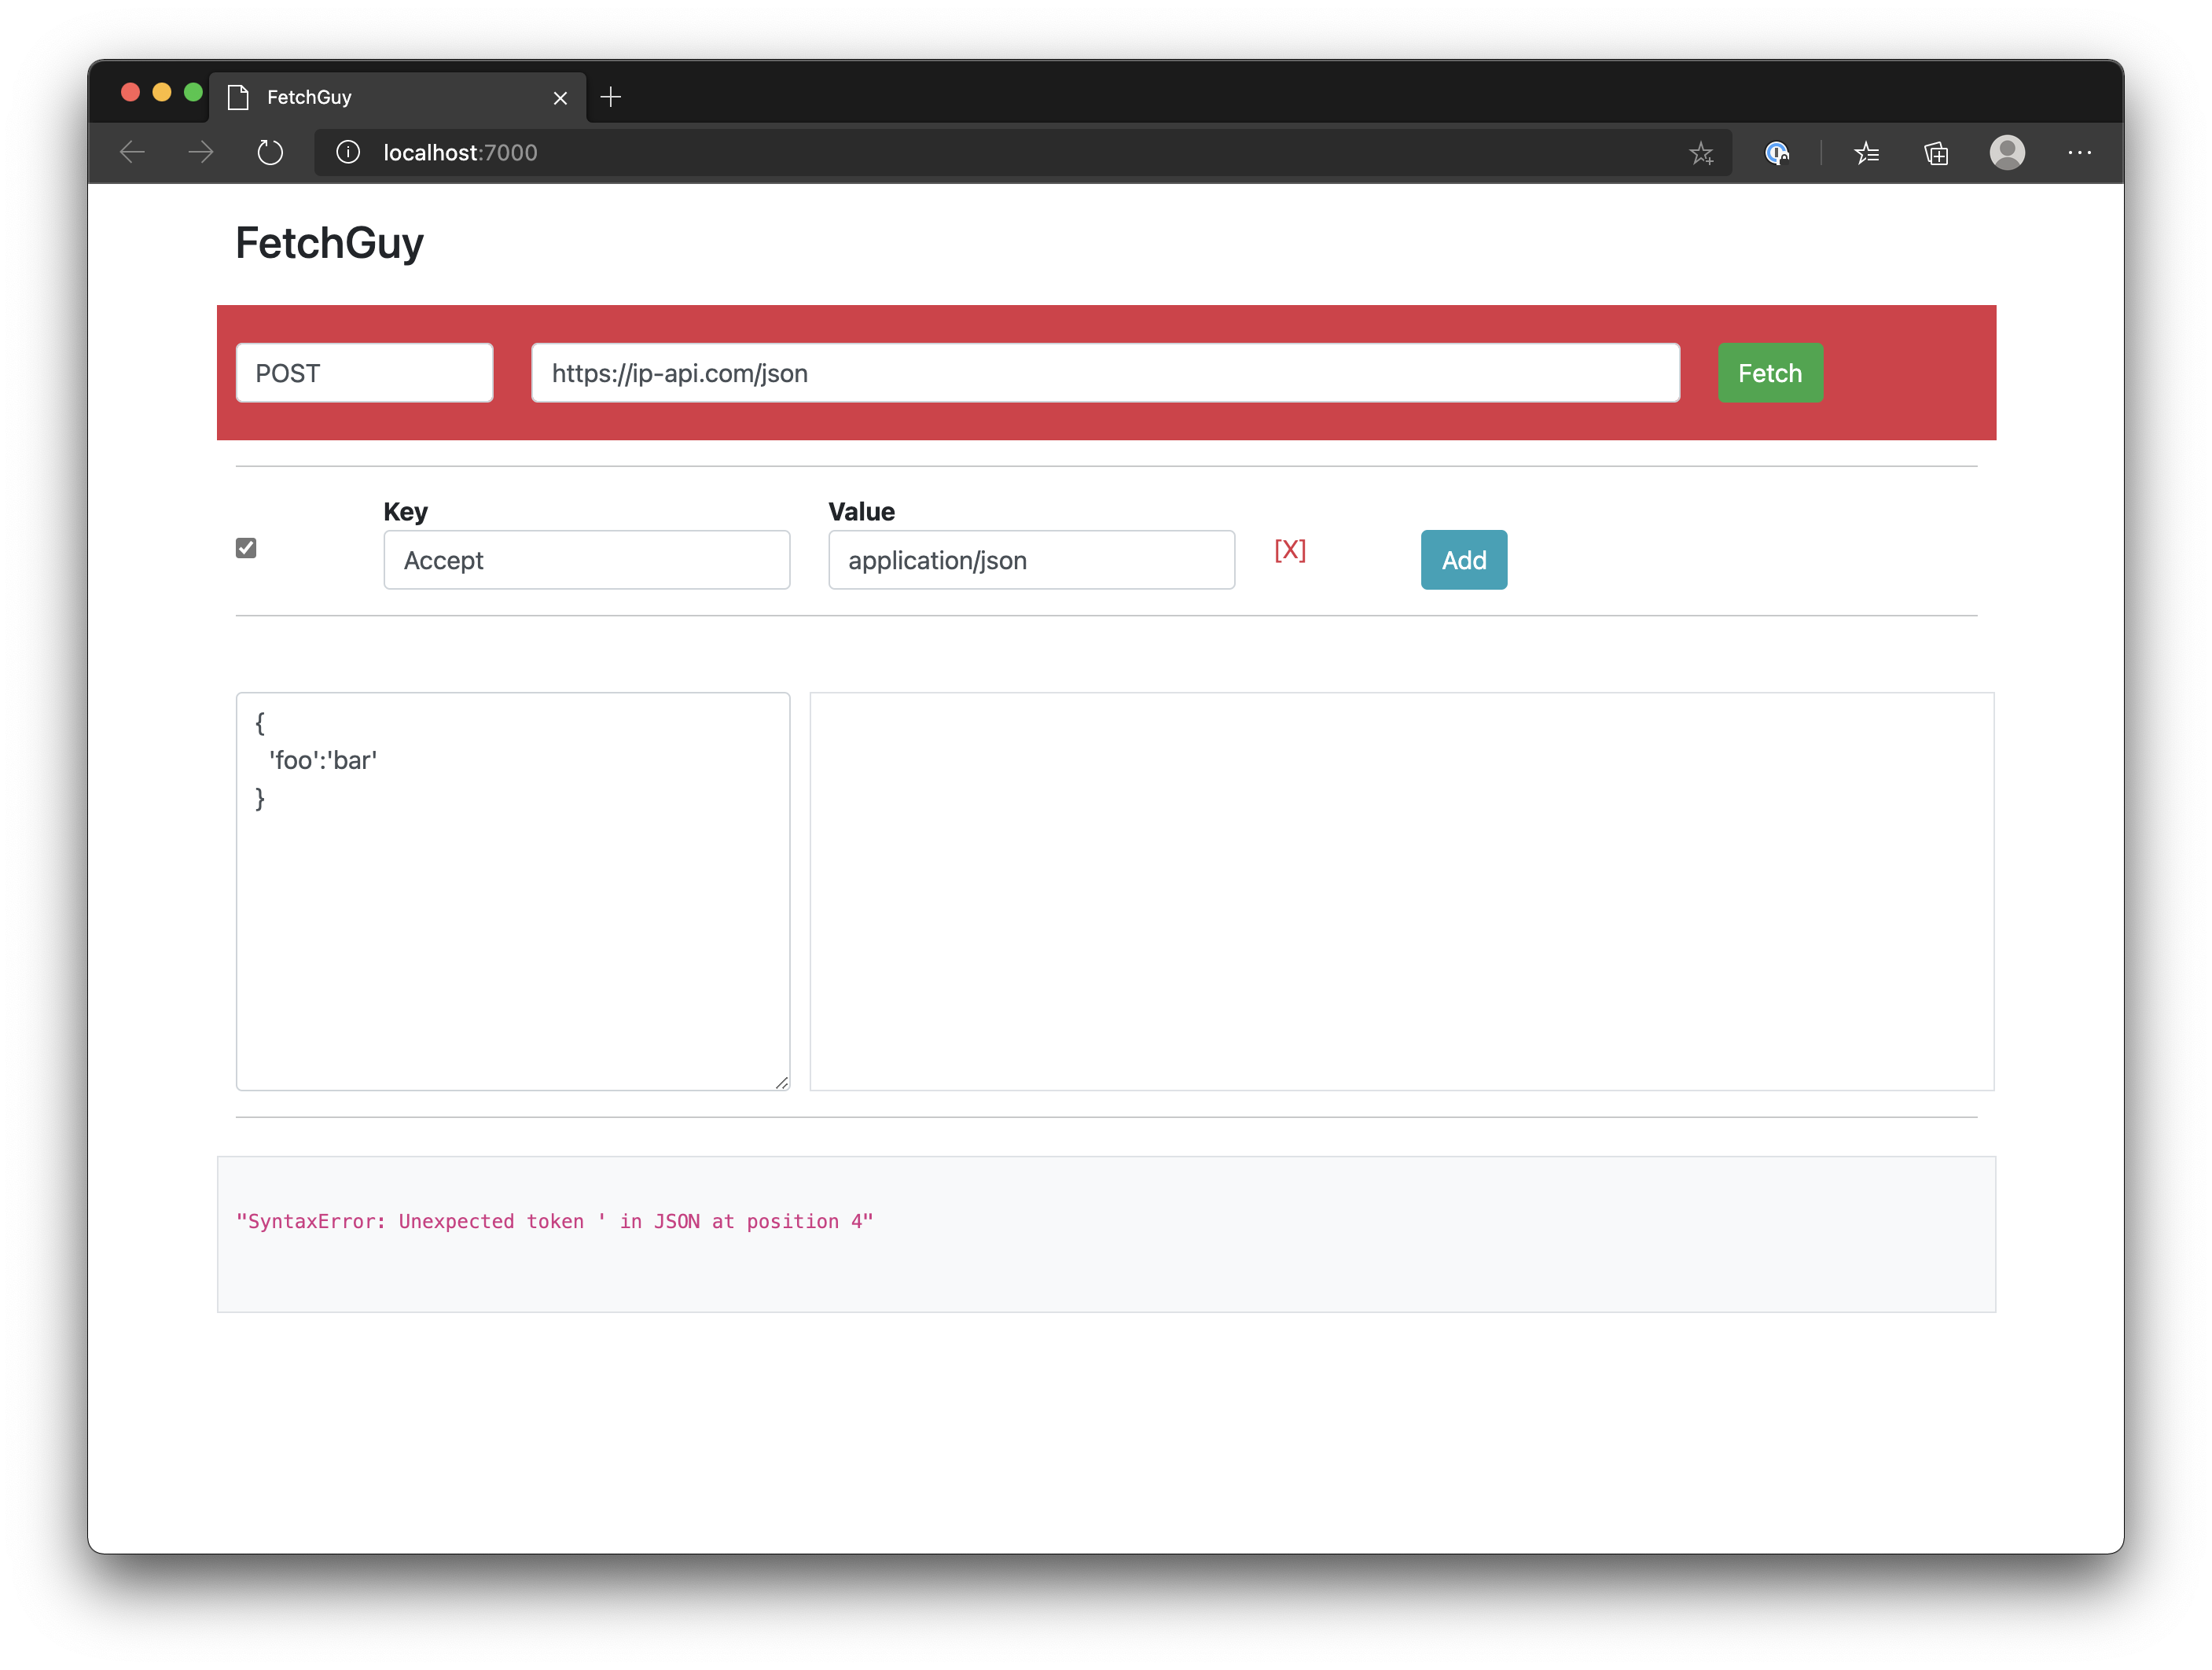 FetchGuy
localhost:7000
FetchGuy
POST
https://ip-api.com/json
Fetch
Key
Value
Accept
application/json
[X]
Add
{
'foo':'bar'
}
"SyntaxError: Unexpected token ' in JSON at position 4"